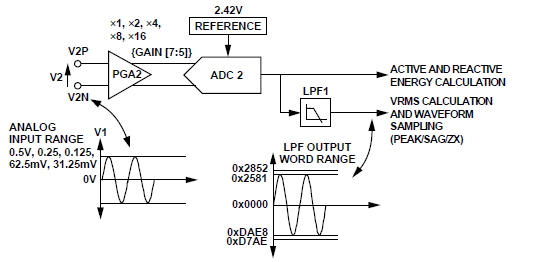 2.42V
×1, ×2, ×4,
×8, ×16
REFERENCE
{GAIN [7:5]}
V2P
V2
V2N
PGA2
ADC 2
ACTIVE AND REACTIVE
ENERGY CALCULATION
LPF1
VRMS CALCULATION
AND WAVEFORM
SAMPLING
(PEAK/SAG/ZX)
ANALOG
INPUT RANGE
0.5V, 0.25, 0.125,
62.5mV, 31.25mV
V1
0V
LPF OUTPUT
WORD RANGE
0x2852
0x2581
0x0000
0xDAE8
0xD7AE